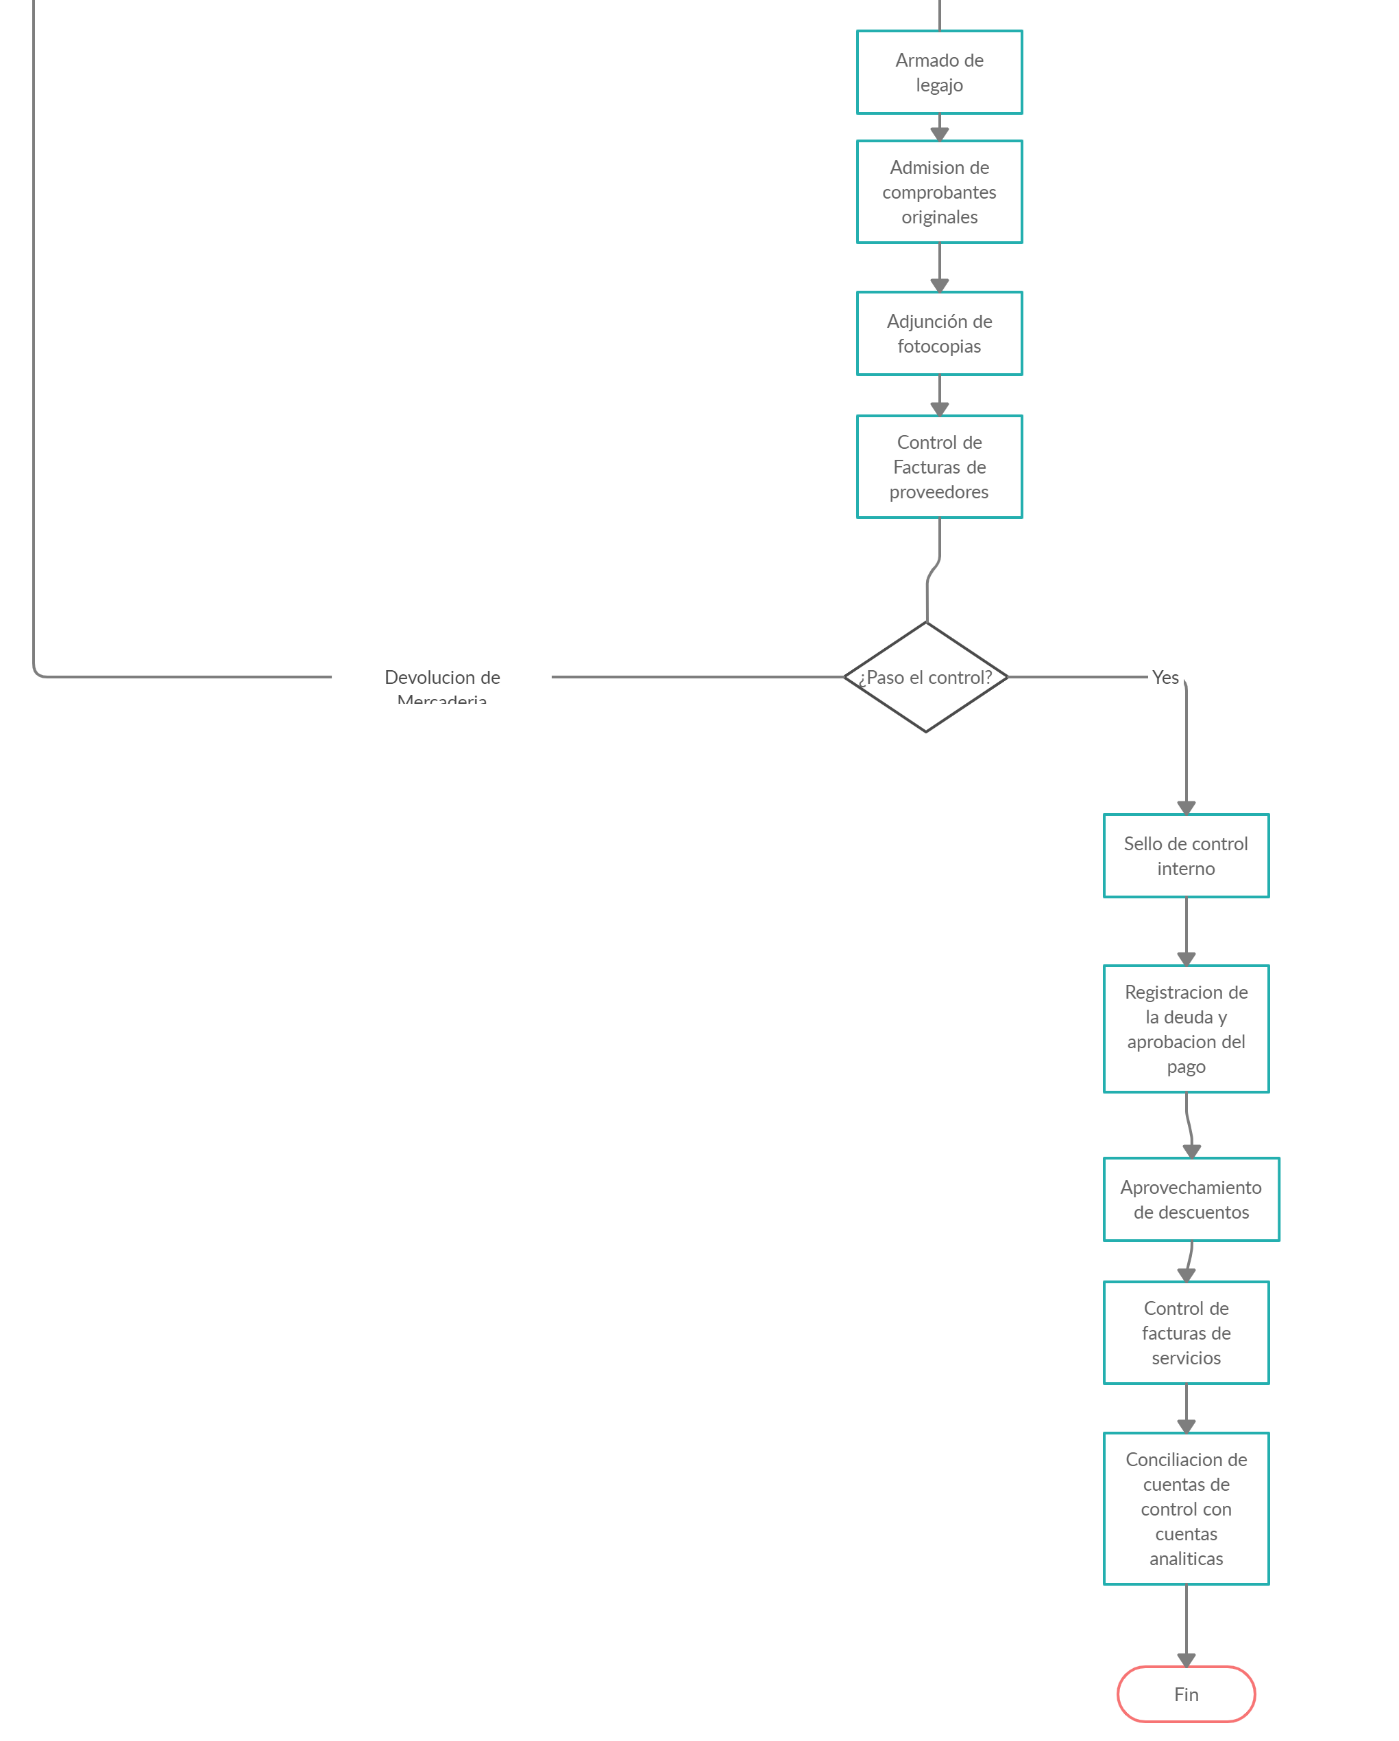 Armado de
legajo
Admision de
comprobantes
originales
Adjunción de
fotocopias
Control de
Facturas de
proveedores
¿Paso el control?
Devolucion de
Mercaderia
Yes
Sello de control
interno
Registracion de
la deuda y
aprobacion del
pago
Aprovechamiento
de descuentos
Control de
facturas de
servicios
Conciliacion de
cuentas de
control con
cuentas
analiticas
Fin